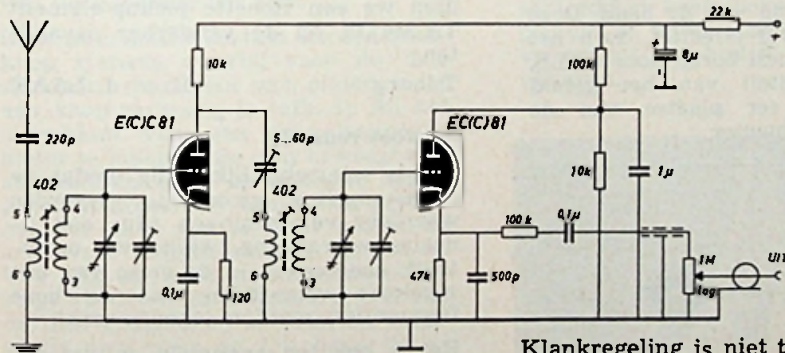 22k
+
+
8μ
10k
100k
E(C)C81
EC(C)81
220p
5...60p
402
402
10k
1μ
5
4
5
4
100k
0,1μ
1M
log.
UIT
6
3
6
3
0,1μ
120
47k
500p
Klankregeling is niet t